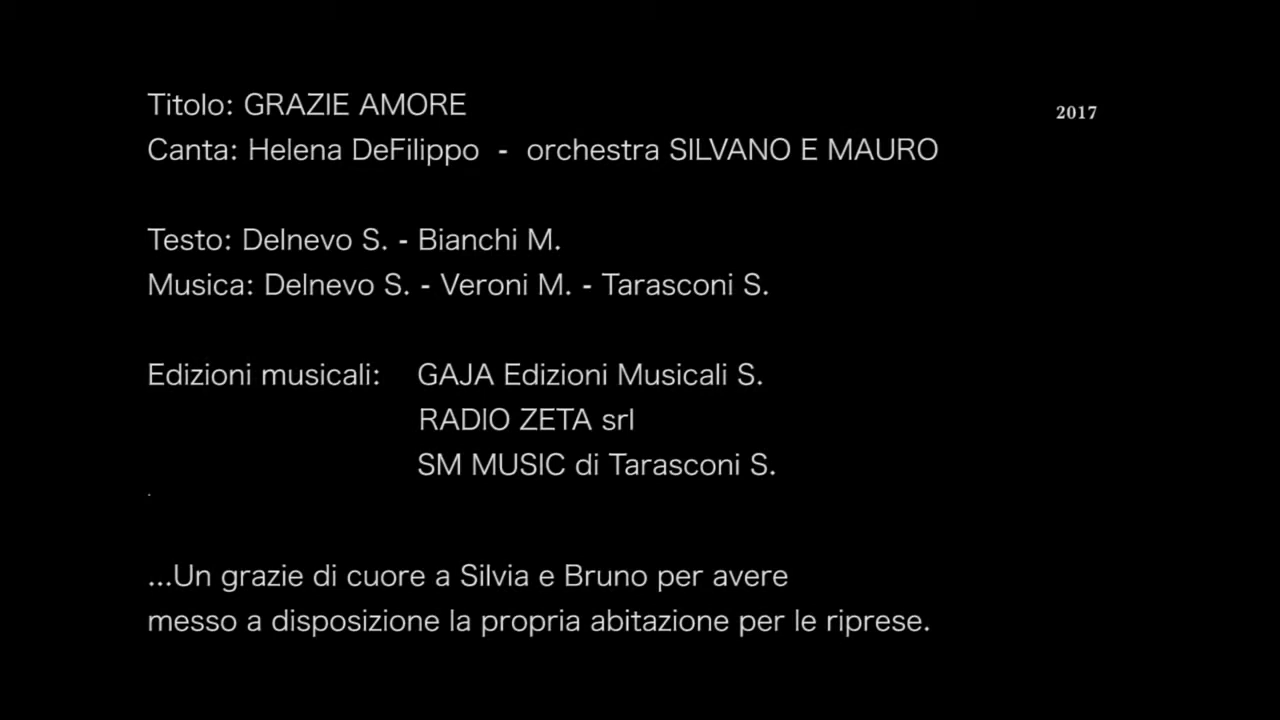 Titolo: GRAZIE AMORE
2017
Canta: Helena DeFilippo - orchestra SILVANO E MAURO
Testo: Delnevo S. - Bianchi M.
Musica: Delnevo S. - Veroni M. - Tarasconi S.
Edizioni musicali: GAJA Edizioni Musicali S.
RADIO ZETA srl
SM MUSIC di Tarasconi S.
.
...Un grazie di cuore a Silvia e Bruno per avere
messo a disposizione la propria abitazione per le riprese.